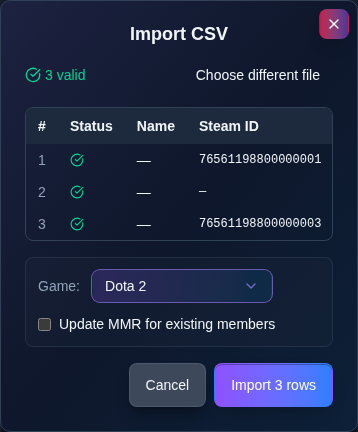 Import CSV
3 valid
Choose different file
# Status Name Steam ID
1 — 76561198800000001
2 — —
3 — 76561198800000003
Game: Dota 2
Update MMR for existing members
Cancel
Import 3 rows